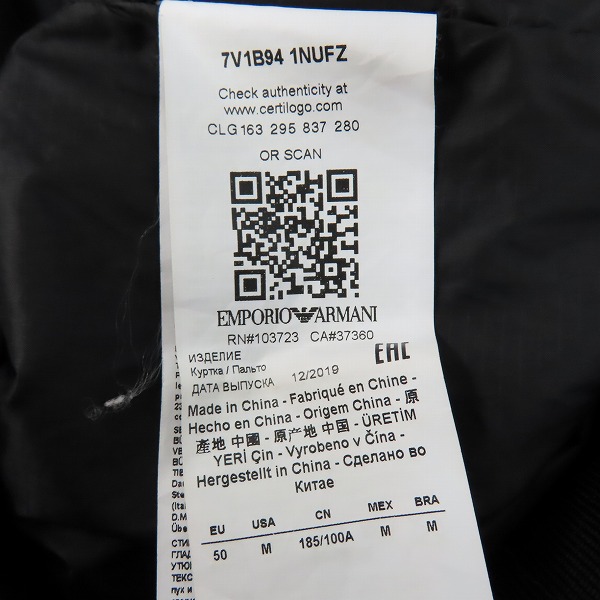 7V1B94 1NUFZ
Check authenticity at
www.certilogo.com
CLG 163 295 837 280
OR SCAN
EMPORIO ARMANI
RN#103723 CA#37360
ИЗДЕЛИЕ
Куртка / Пальто
ДАТА ВЫПУСКА 12/2019
EAC
Made in China - Fabriqué en Chine -
Hecho en China - Origem China - 原
產地 中國 - 原产地 中国 - ÜRETİM
YERİ Çin - Vyrobeno v Čína -
Hergestellt in China - Сделано во
Китае
EU USA CN MEX BRA
50 M 185/100A M M